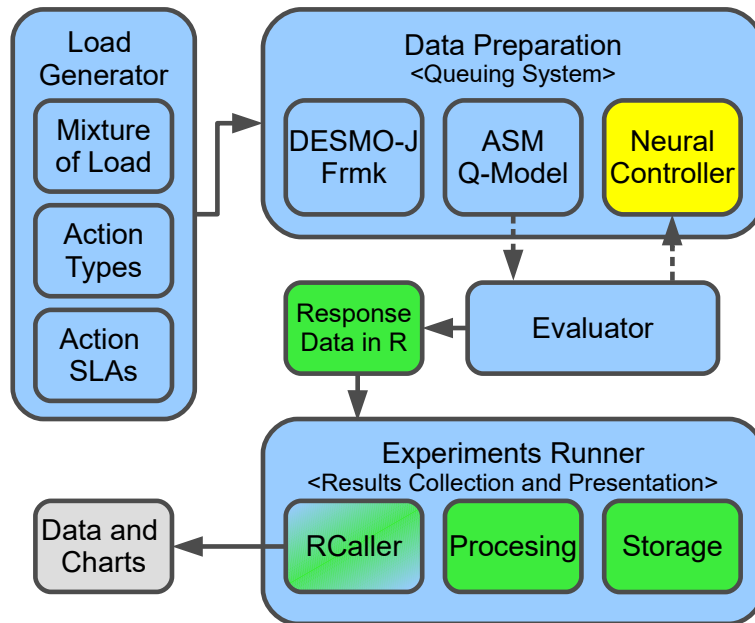 Load
Generator
Mixture
of Load
Action
Types
Action
SLAs
Data Preparation
<Queuing System>
DESMO-J
Frmk
ASM
Q-Model
Neural
Controller
Response
Data in R
Evaluator
Experiments Runner
<Results Collection and Presentation>
RCaller
Procesing
Storage
Data and
Charts